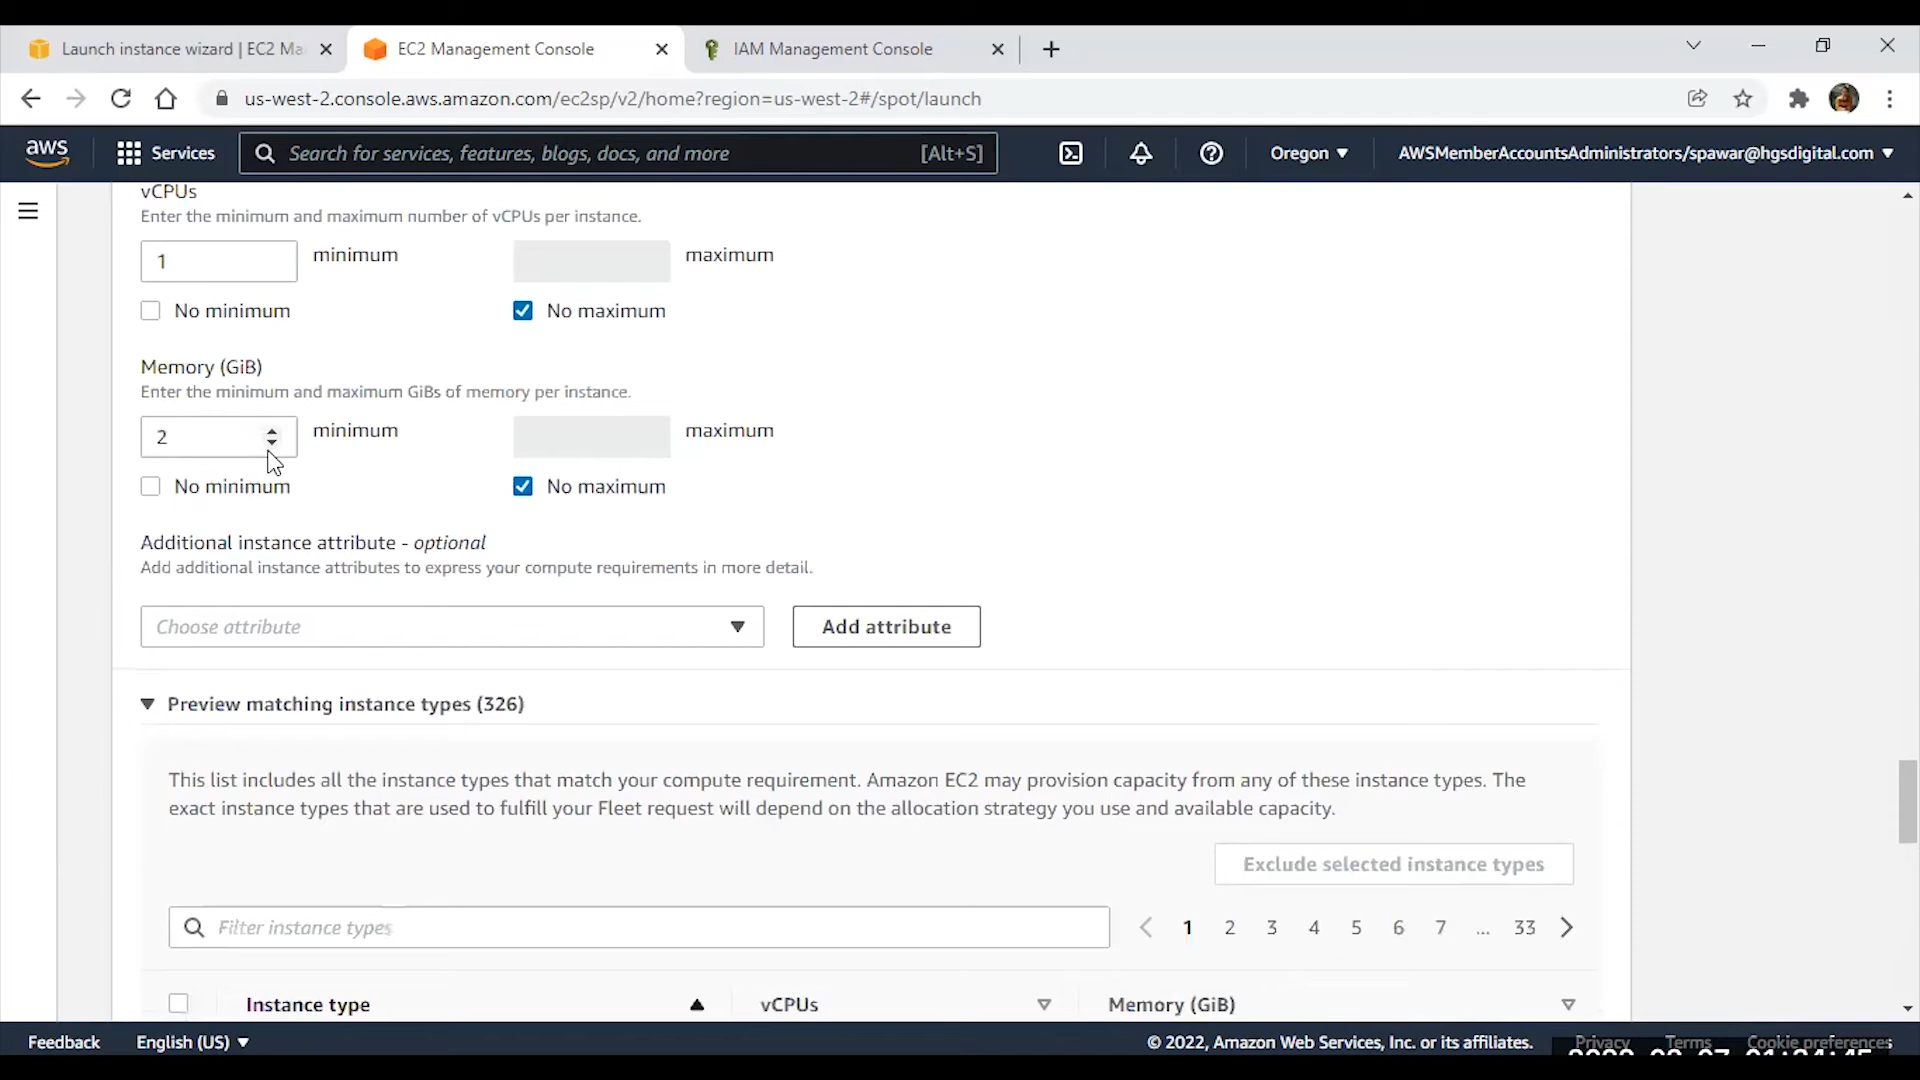 Launch instance wizard | EC2 Ma
EC2 Management Console
IAM Management Console
us-west-2.console.aws.amazon.com/ec2sp/v2/home?region=us-west-2#/spot/launch
aws
Services
Search for services, features, blogs, docs, and more
[Alt+S]
Oregon
AWSMemberAccountsAdministrators/spawar@hgsdigital.com
vCPUs
Enter the minimum and maximum number of vCPUs per instance.
1
minimum
maximum
No minimum
No maximum
Memory (GiB)
Enter the minimum and maximum GiBs of memory per instance.
2
minimum
maximum
No minimum
No maximum
Additional instance attribute - optional
Add additional instance attributes to express your compute requirements in more detail.
Choose attribute
Add attribute
Preview matching instance types (326)
This list includes all the instance types that match your compute requirement. Amazon EC2 may provision capacity from any of these instance types. The
exact instance types that are used to fulfill your Fleet request will depend on the allocation strategy you use and available capacity.
Exclude selected instance types
Filter instance types
1 2 3 4 5 6 7 ... 33
Instance type
vCPUs
Memory (GiB)
Feedback
English (US)
© 2022, Amazon Web Services, Inc. or its affiliates.
Privacy
Terms
Cookie preferences